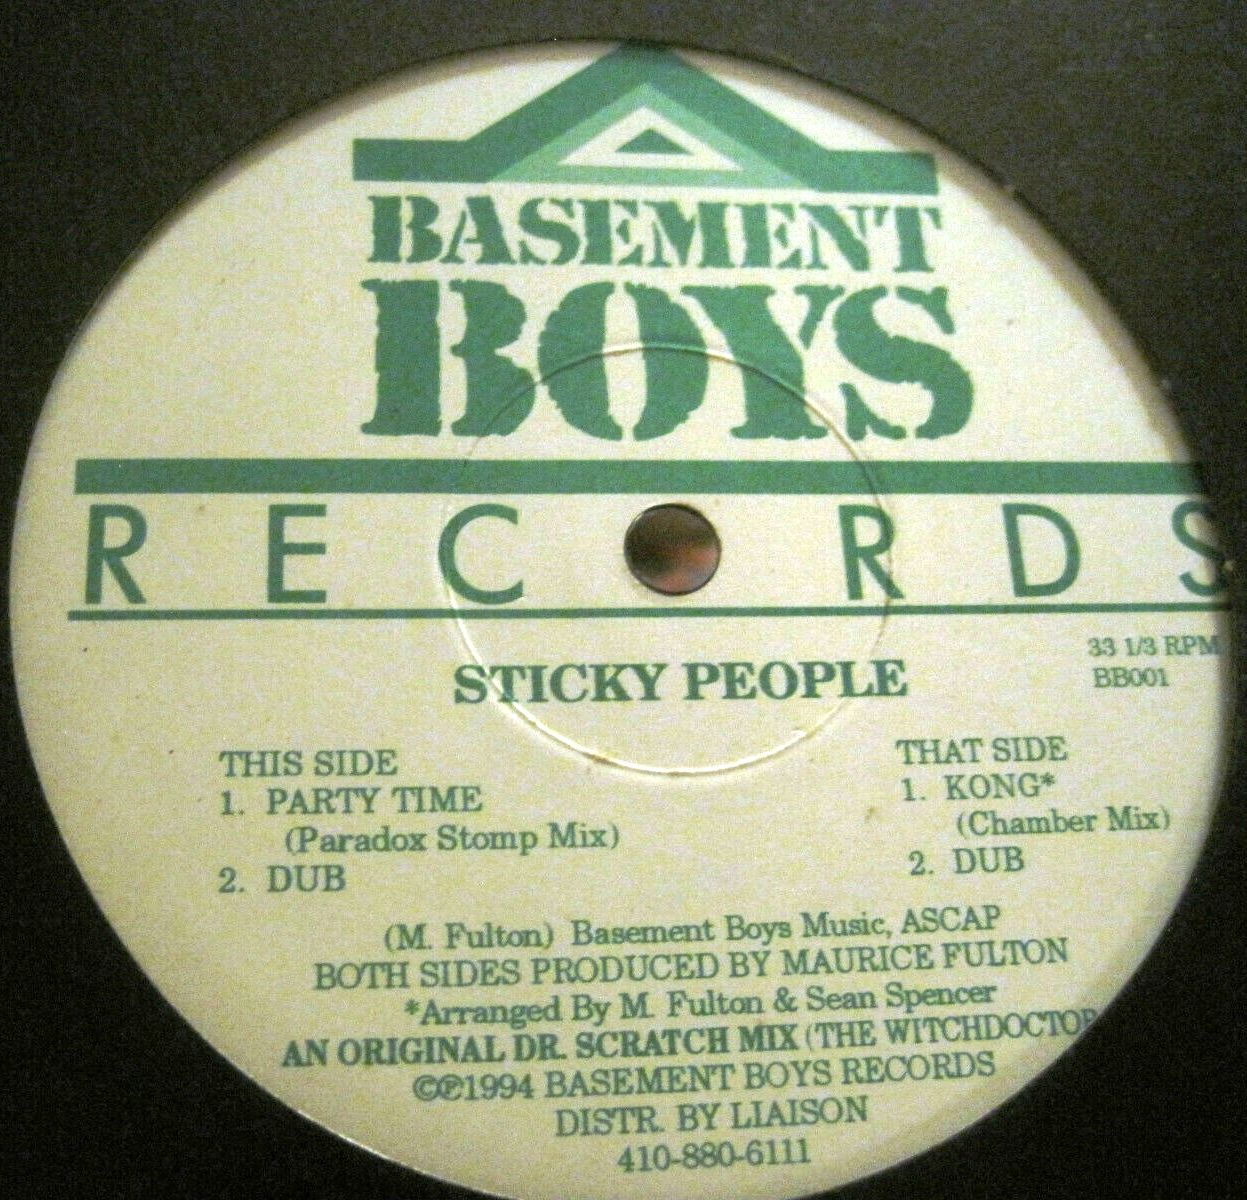 BASEMENT
BOYS
RECORDS
STICKY PEOPLE
33 1/3 RPM
BB001
THIS SIDE
1. PARTY TIME
(Paradox Stomp Mix)
2. DUB
THAT SIDE
1. KONG*
(Chamber Mix)
2. DUB
(M. Fulton) Basement Boys Music, ASCAP
BOTH SIDES PRODUCED BY MAURICE FULTON
*Arranged By M. Fulton & Sean Spencer
AN ORIGINAL DR. SCRATCH MIX (THE WITCHDOCTOR
©℗1994 BASEMENT BOYS RECORDS
DISTR. BY LIAISON
410-880-6111